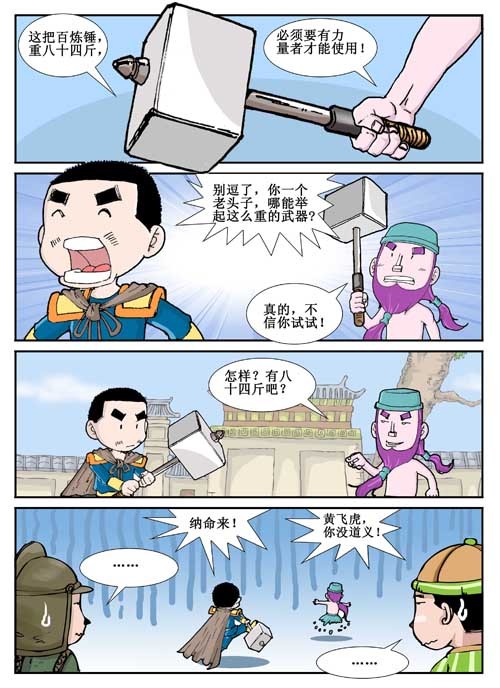 这把百炼锤，
重八十四斤，
必须要有力
量者才能使用！
别逗了，你一个
老头子，哪能举
起这么重的武器？
真的，不
信你试试！
怎样？有八
十四斤吧？
纳命来！
黄飞虎，
你没道义！
……
……